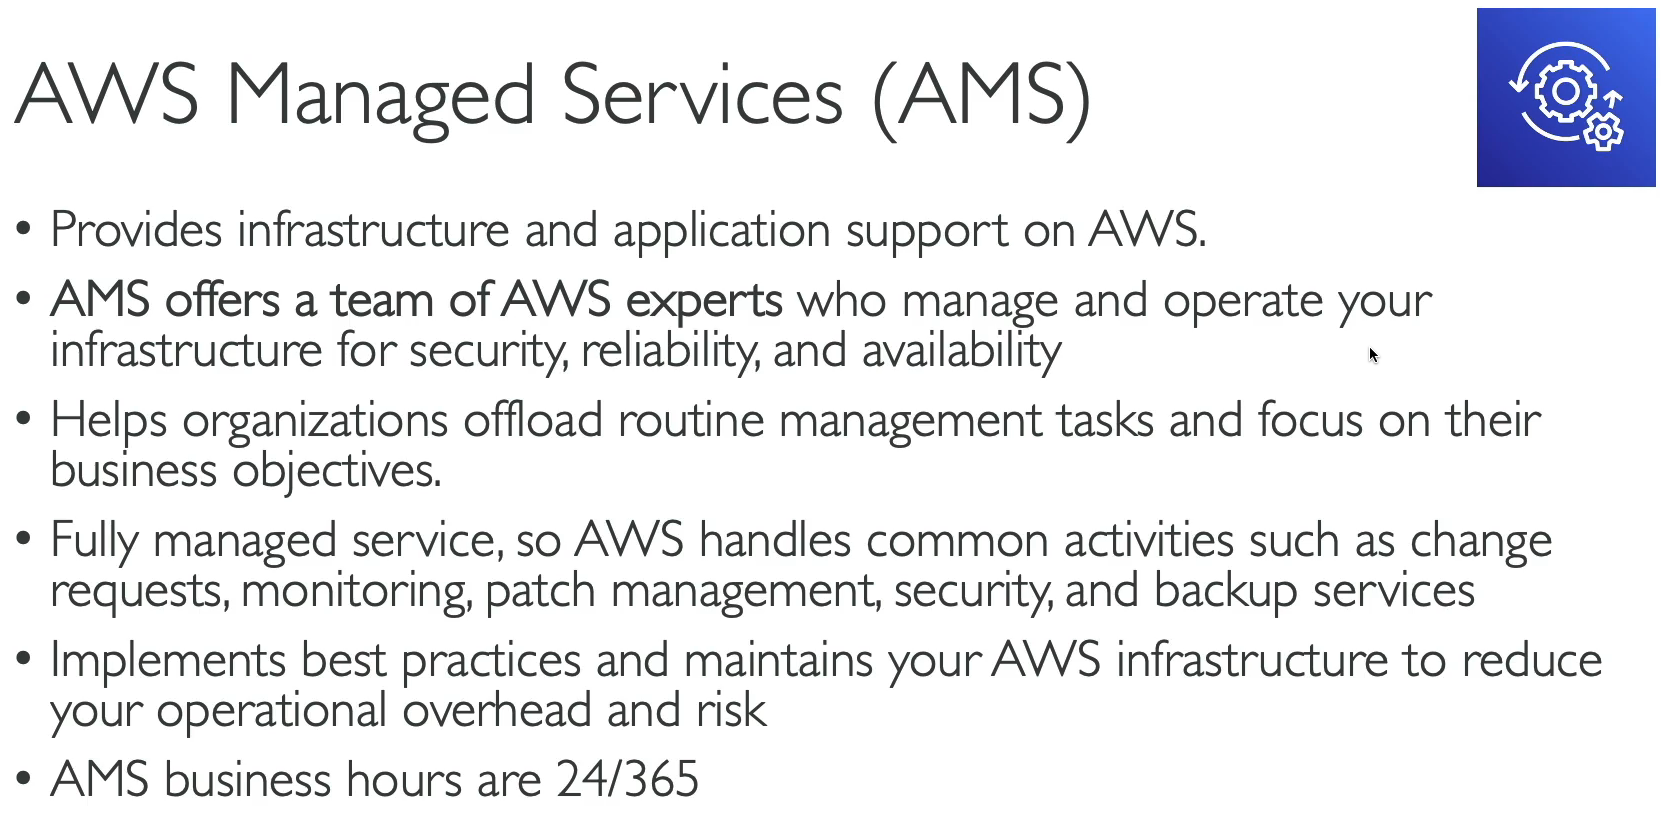 AWS Managed Services (AMS)
• Provides infrastructure and application support on AWS.
• AMS offers a team of AWS experts who manage and operate your
infrastructure for security, reliability, and availability
• Helps organizations offload routine management tasks and focus on their
business objectives.
• Fully managed service, so AWS handles common activities such as change
requests, monitoring, patch management, security, and backup services
• Implements best practices and maintains your AWS infrastructure to reduce
your operational overhead and risk
• AMS business hours are 24/365